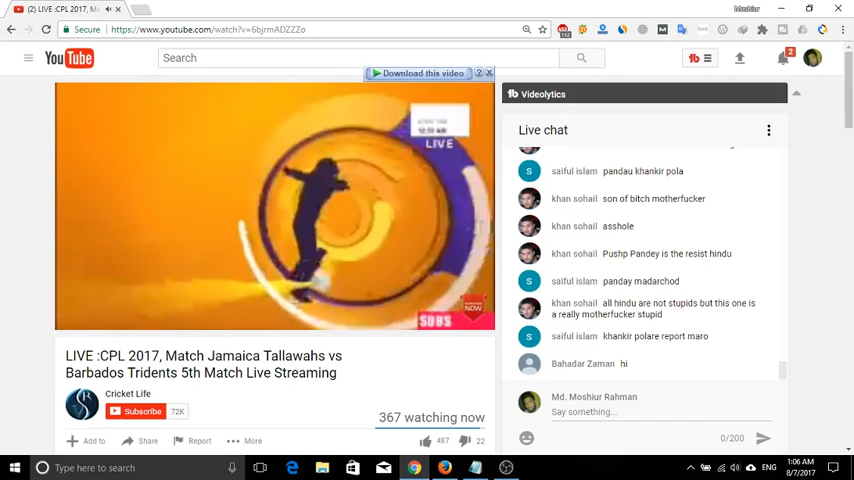 (2) LIVE :CPL 2017, M
Moshiur
Secure
https://www.youtube.com/watch?v=6bjrmADZZZo
112
YouTube
Search
2
Download this video
?
Videolytics
Live chat
LIVE
SUBSCRIBE
NOW
SUBS
saiful islam pandau khankir pola
khan sohail son of bitch motherfucker
khan sohail asshole
khan sohail Pushp Pandey is the resist hindu
saiful islam panday madarchod
khan sohail all hindu are not stupids but this one is
a really motherfucker stupid
saiful islam khankir polare report maro
Bahadar Zaman hi
Md. Moshiur Rahman
Say something...
0/200
LIVE :CPL 2017, Match Jamaica Tallawahs vs
Barbados Tridents 5th Match Live Streaming
Cricket Life
Subscribe 72K
367 watching now
Add to Share Report More
487 22
Type here to search
ENG
1:06 AM
8/7/2017